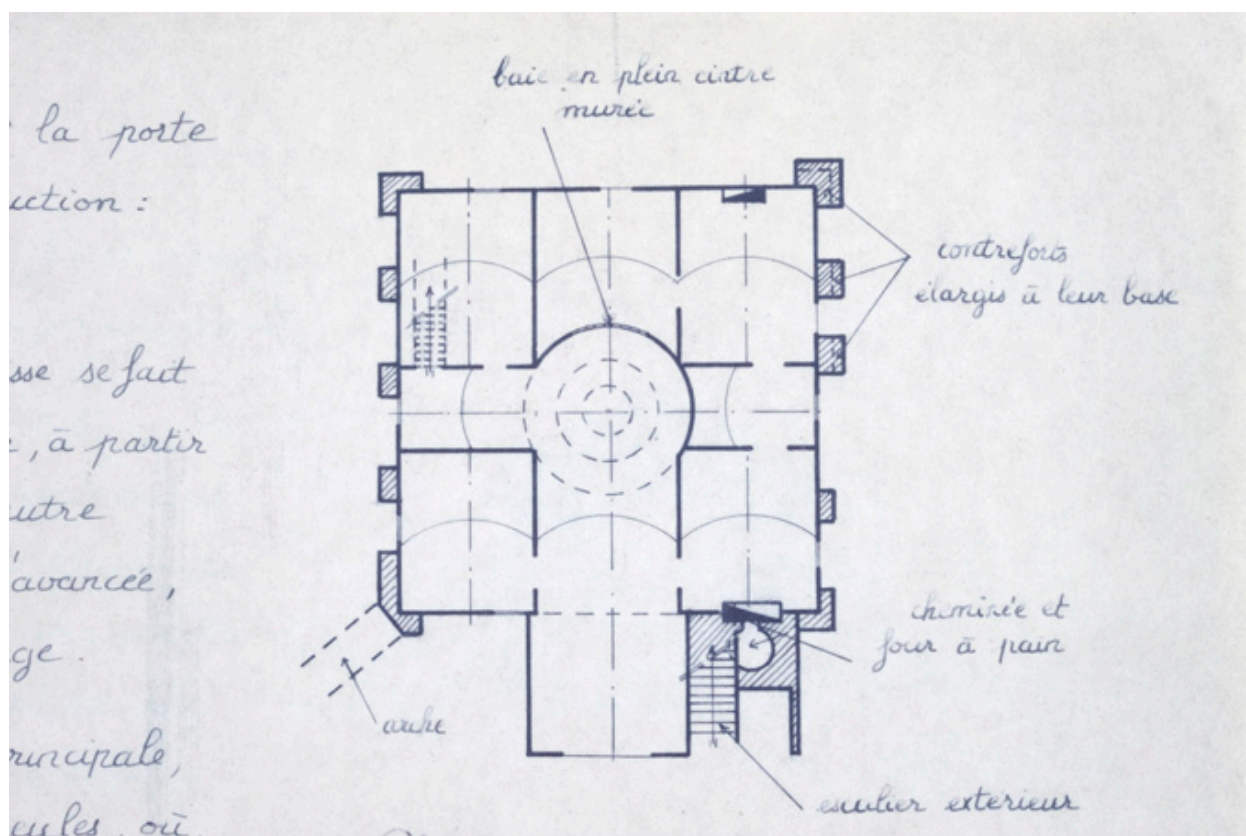 la porte
uction :
sse se fait
e, à partir
utre
'avancée,
ge.
rincipale,
eules, où
baie en plein cintre
murée
contreforts
élargis à leur base
cheminée et
four à pain
arche
escalier extérieur